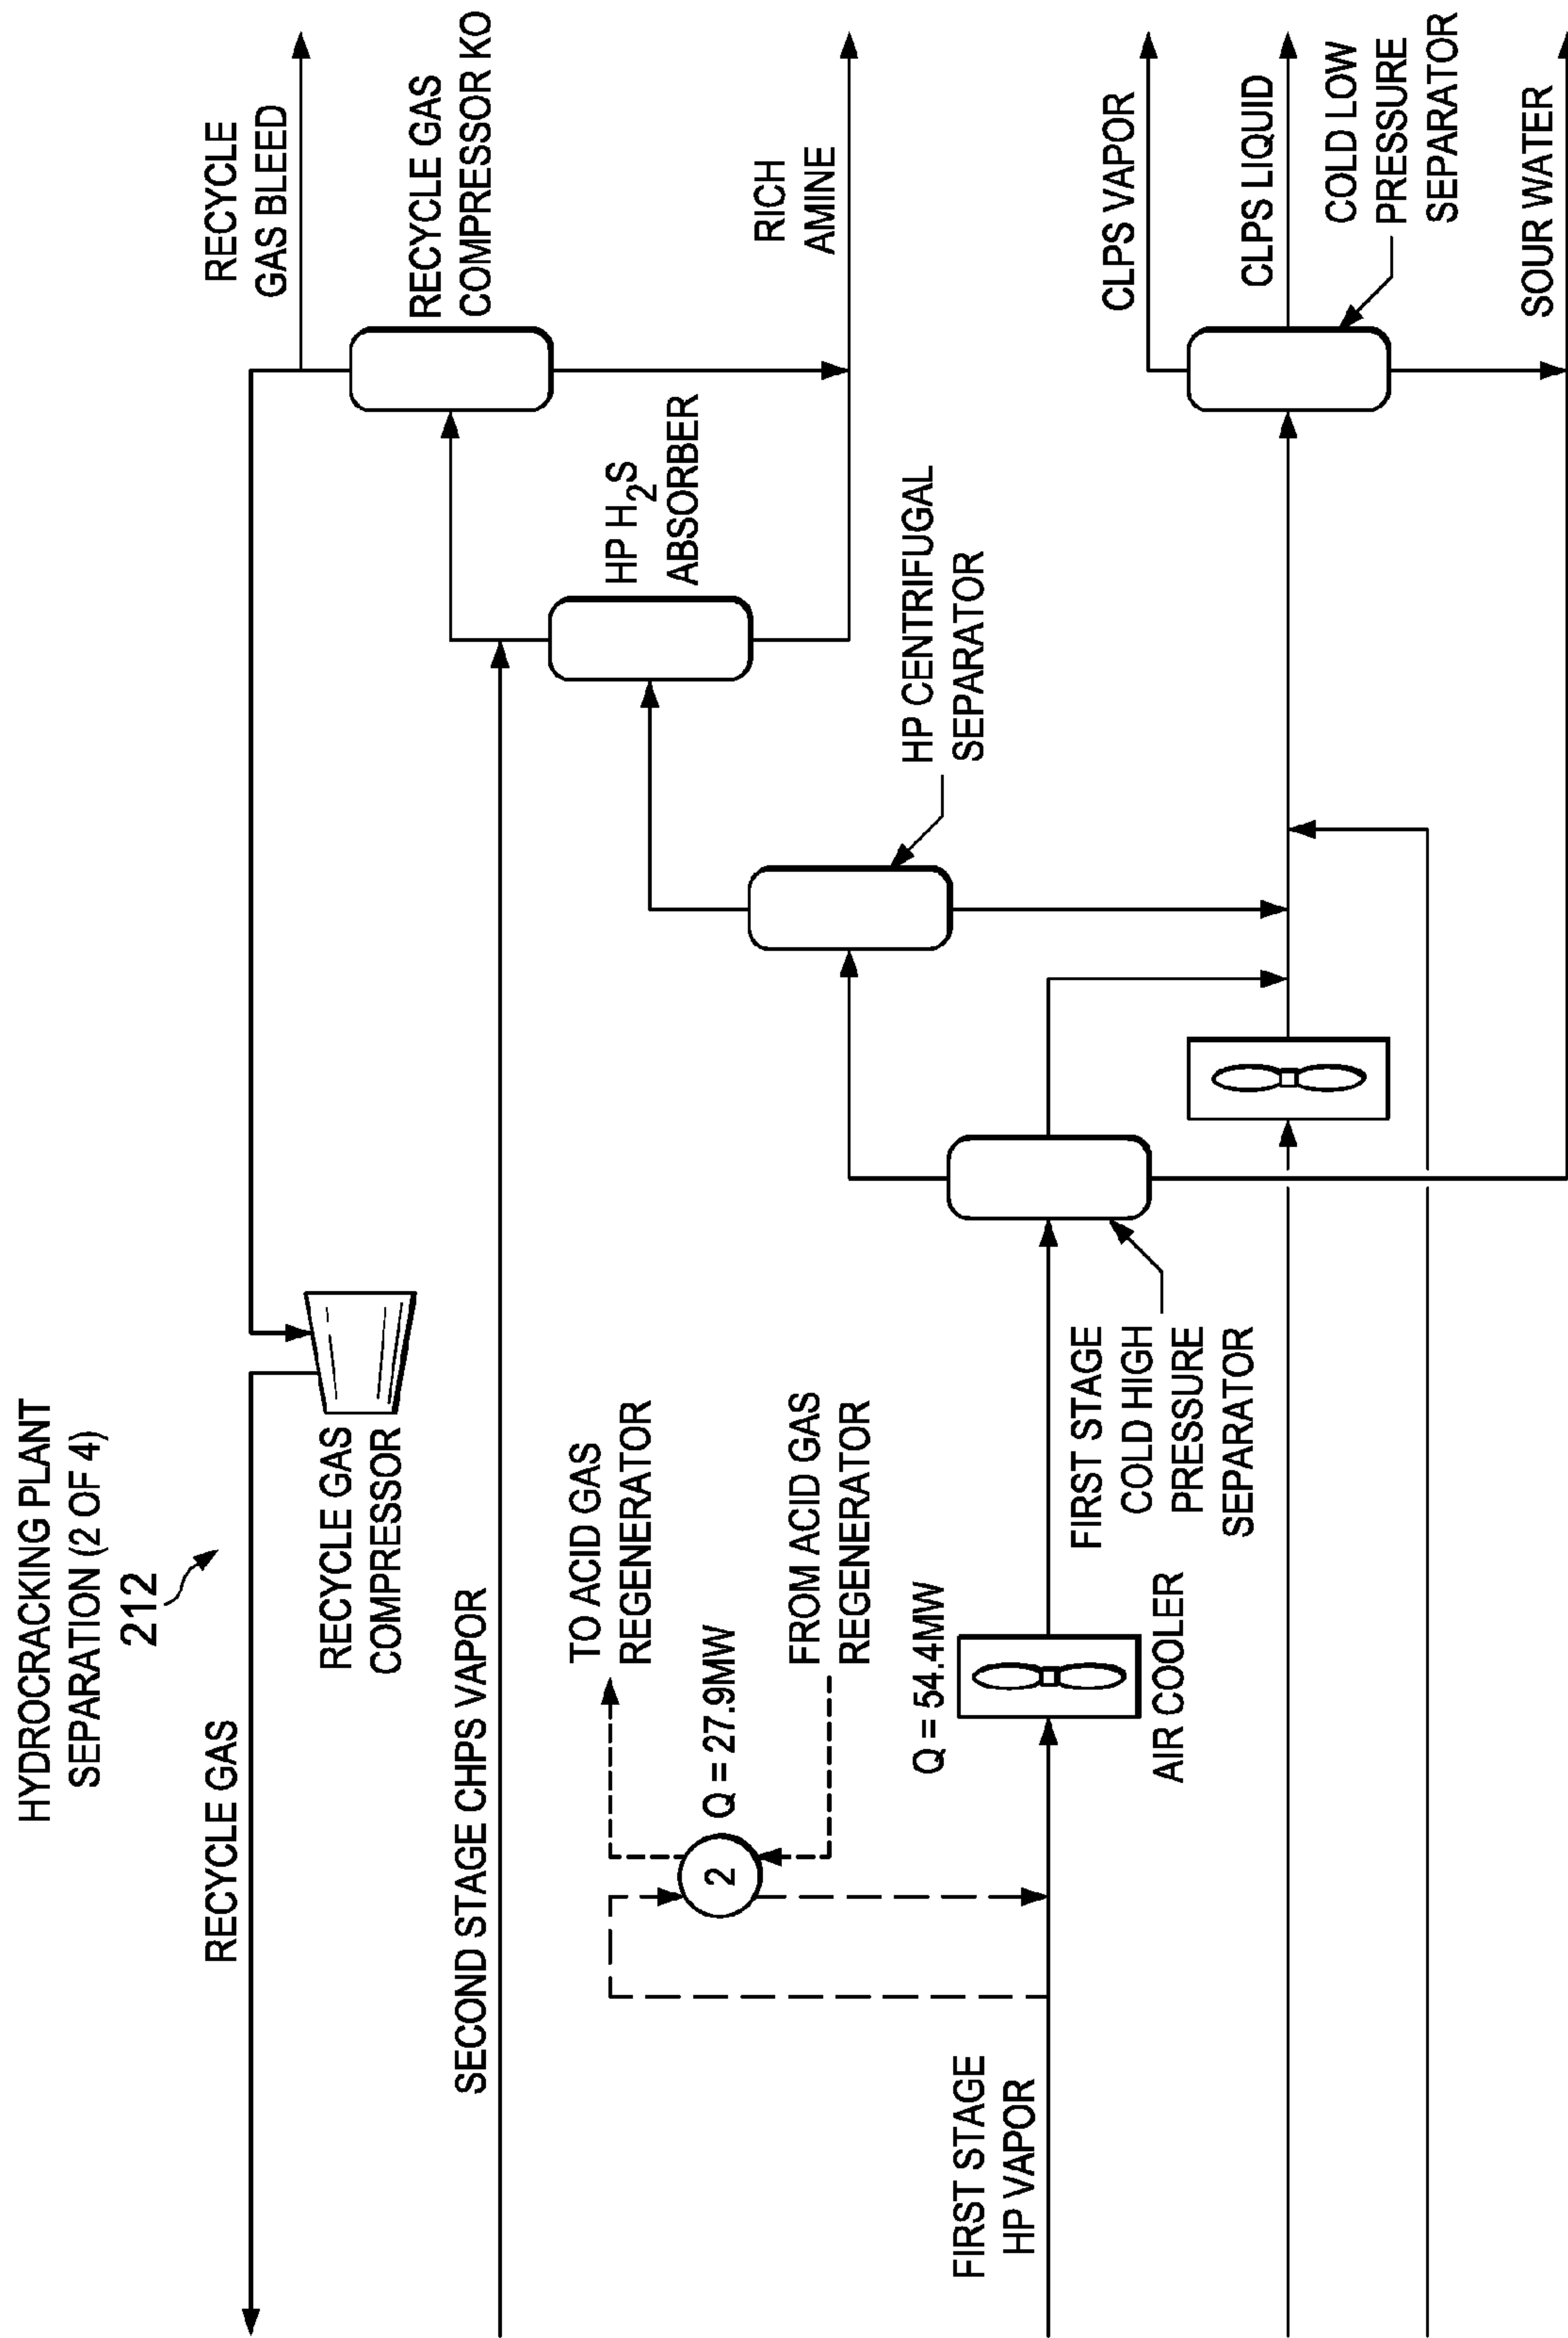 HYDROCRACKING PLANT
SEPARATION (2 OF 4)
212
RECYCLE GAS
RECYCLE GAS
COMPRESSOR
RECYCLE
GAS BLEED
RECYCLE GAS
COMPRESSOR KO
SECOND STAGE CHPS VAPOR
TO ACID GAS
REGENERATOR
2
Q = 27.9MW
FROM ACID GAS
REGENERATOR
HP H2S
ABSORBER
RICH
AMINE
HP CENTRIFUGAL
SEPARATOR
FIRST STAGE
HP VAPOR
Q = 54.4MW
AIR COOLER
FIRST STAGE
COLD HIGH
PRESSURE
SEPARATOR
CLPS VAPOR
CLPS LIQUID
COLD LOW
PRESSURE
SEPARATOR
SOUR WATER